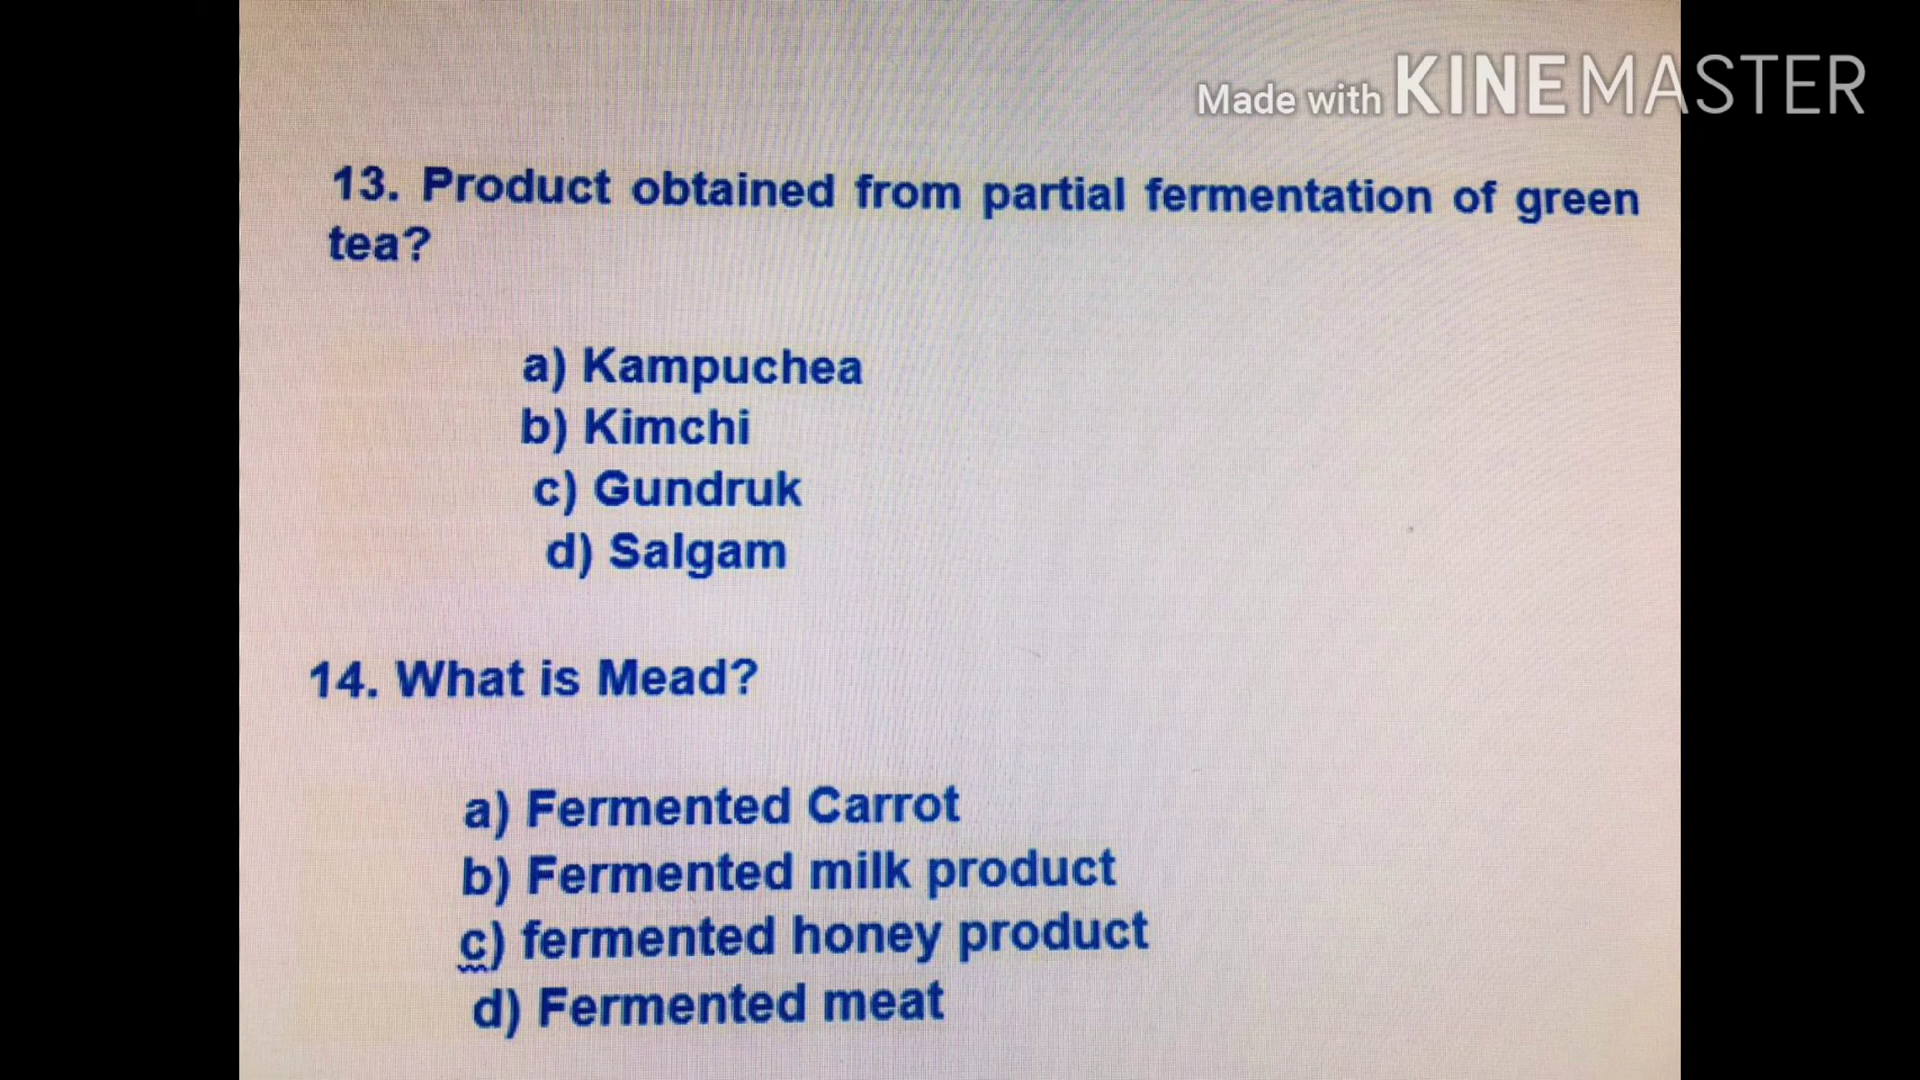 Made with KINEMASTER
13. Product obtained from partial fermentation of green
tea?
a) Kampuchea
b) Kimchi
c) Gundruk
d) Salgam
14. What is Mead?
a) Fermented Carrot
b) Fermented milk product
c) fermented honey product
d) Fermented meat